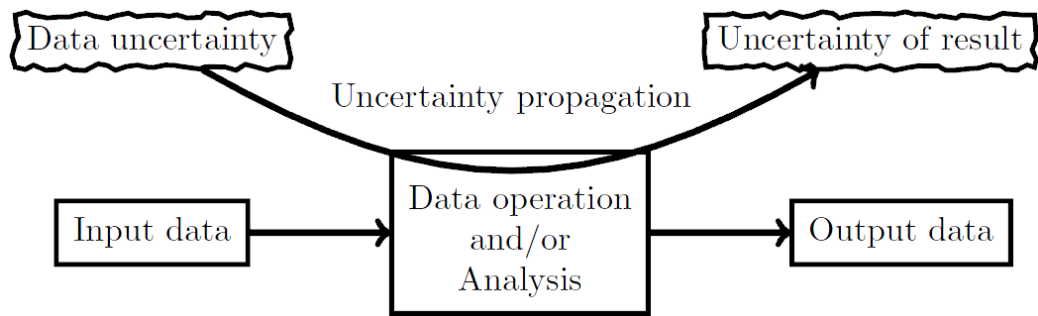 Data uncertainty
Uncertainty of result
Uncertainty propagation
Input data
Data operation
and/or
Analysis
Output data